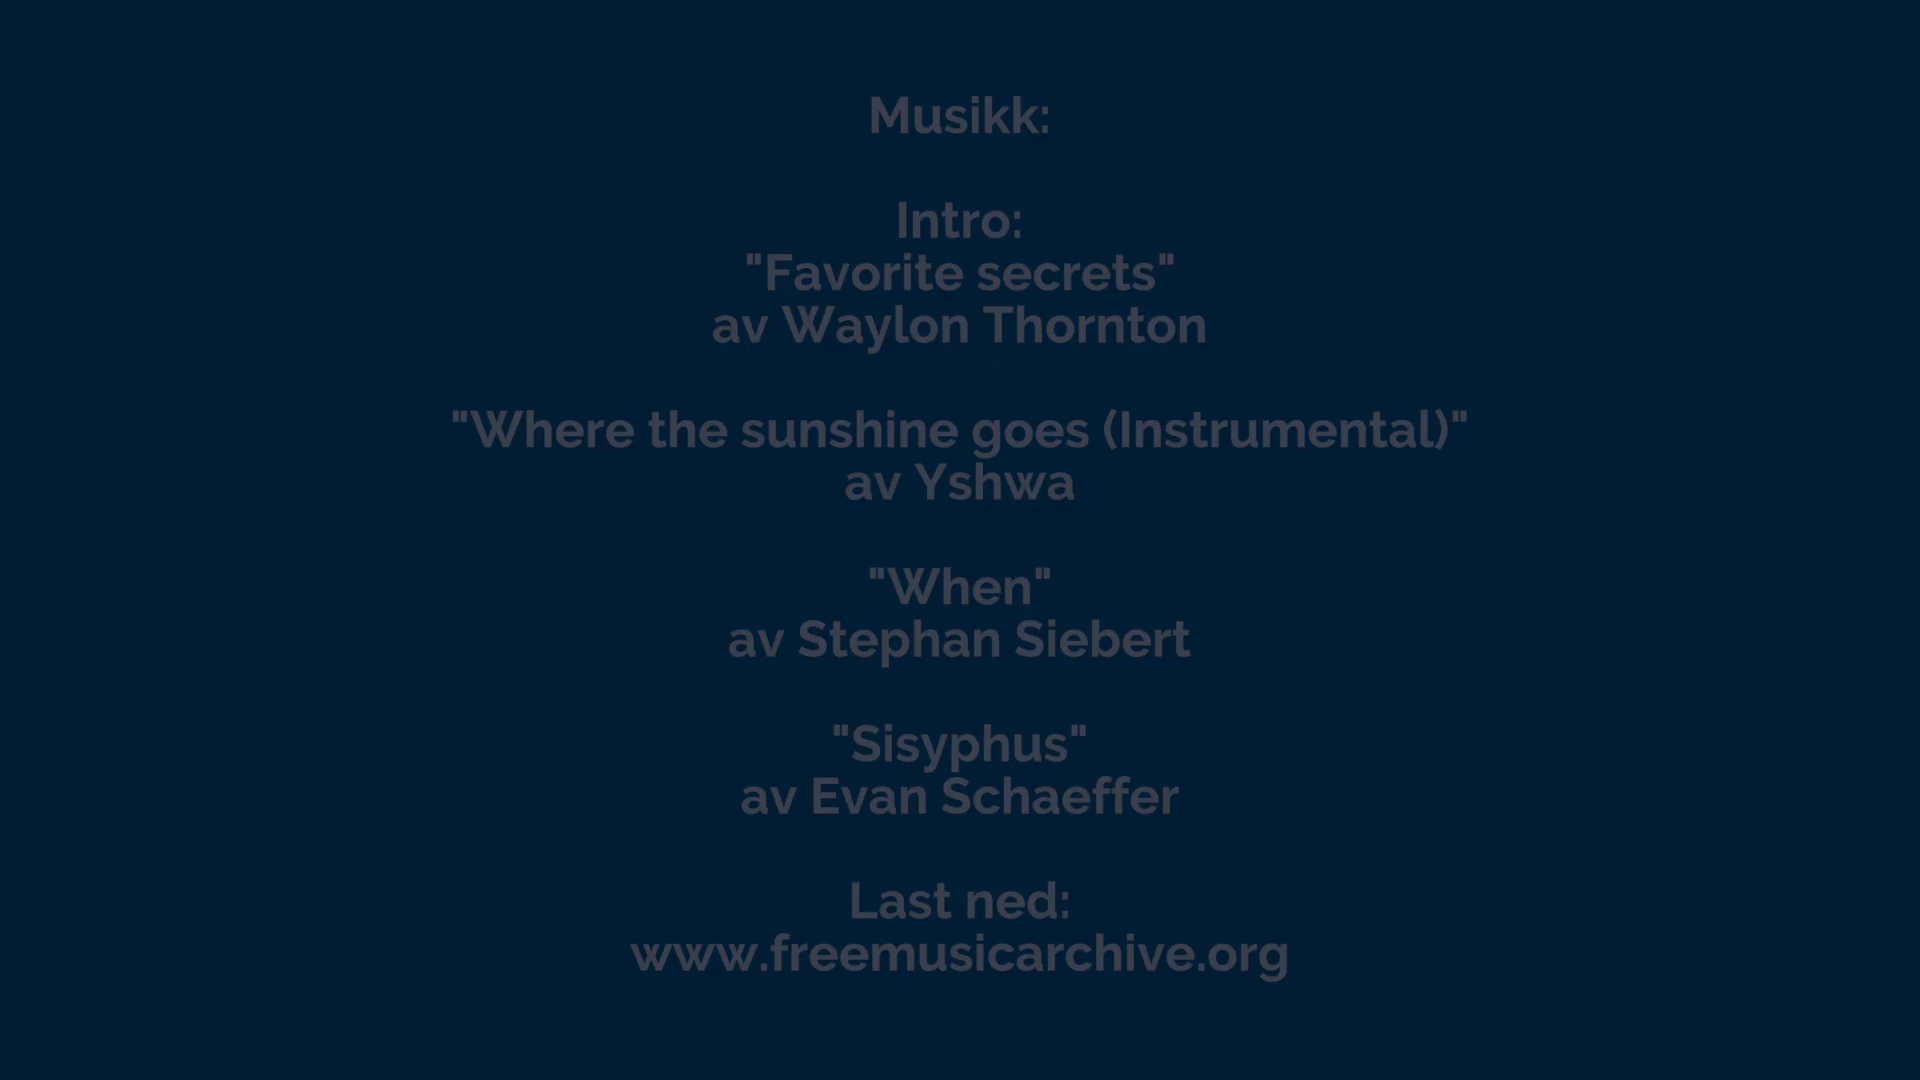 Musikk:
Intro:
"Favorite secrets"
av Waylon Thornton
"Where the sunshine goes (Instrumental)"
av Yshwa
"When"
av Stephan Siebert
"Sisyphus"
av Evan Schaeffer
Last ned:
www.freemusicarchive.org